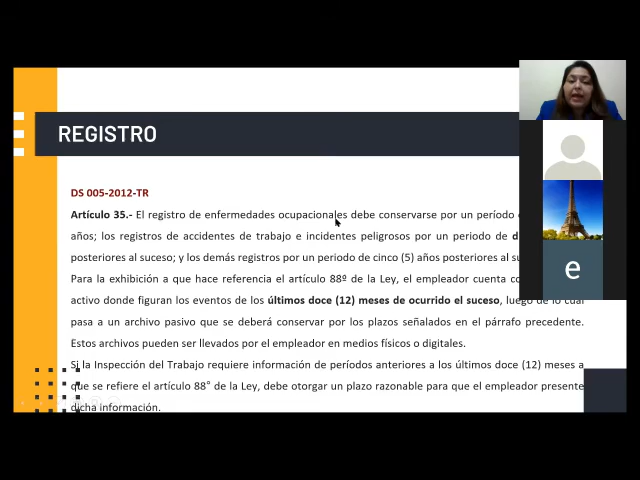 REGISTRO
DS 005-2012-TR
Artículo 35.- El registro de enfermedades ocupacionales debe conservarse por un período
años; los registros de accidentes de trabajo e incidentes peligrosos por un periodo de d
posteriores al suceso; y los demás registros por un periodo de cinco (5) años posteriores al su
Para la exhibición a que hace referencia el artículo 88º de la Ley, el empleador cuenta co
activo donde figuran los eventos de los últimos doce (12) meses de ocurrido el suceso, luego de lo cual
pasa a un archivo pasivo que se deberá conservar por los plazos señalados en el párrafo precedente.
Estos archivos pueden ser llevados por el empleador en medios físicos o digitales.
Si la Inspección del Trabajo requiere información de períodos anteriores a los últimos doce (12) meses a
que se refiere el artículo 88° de la Ley, debe otorgar un plazo razonable para que el empleador presente
dicha información.
e